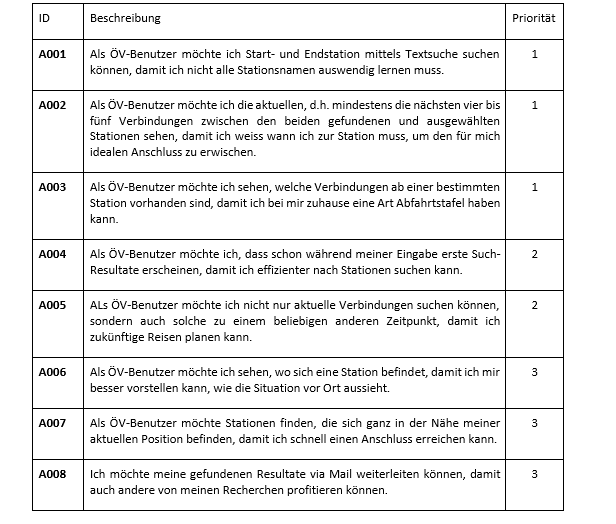 ID Beschreibung Priorität
A001 Als ÖV-Benutzer möchte ich Start- und Endstation mittels Textsuche suchen 1
können, damit ich nicht alle Stationsnamen auswendig lernen muss.
A002 Als ÖV-Benutzer möchte ich die aktuellen, d.h. mindestens die nächsten vier bis 1
fünf Verbindungen zwischen den beiden gefundenen und ausgewählten
Stationen sehen, damit ich weiss wann ich zur Station muss, um den für mich
idealen Anschluss zu erwischen.
A003 Als ÖV-Benutzer möchte ich sehen, welche Verbindungen ab einer bestimmten 1
Station vorhanden sind, damit ich bei mir zuhause eine Art Abfahrtstafel haben
kann.
A004 Als ÖV-Benutzer möchte ich, dass schon während meiner Eingabe erste Such- 2
Resultate erscheinen, damit ich effizienter nach Stationen suchen kann.
A005 ALs ÖV-Benutzer möchte ich nicht nur aktuelle Verbindungen suchen können, 2
sondern auch solche zu einem beliebigen anderen Zeitpunkt, damit ich
zukünftige Reisen planen kann.
A006 Als ÖV-Benutzer möchte ich sehen, wo sich eine Station befindet, damit ich mir 3
besser vorstellen kann, wie die Situation vor Ort aussieht.
A007 Als ÖV-Benutzer möchte Stationen finden, die sich ganz in der Nähe meiner 3
aktuellen Position befinden, damit ich schnell einen Anschluss erreichen kann.
A008 Ich möchte meine gefundenen Resultate via Mail weiterleiten können, damit 3
auch andere von meinen Recherchen profitieren können.